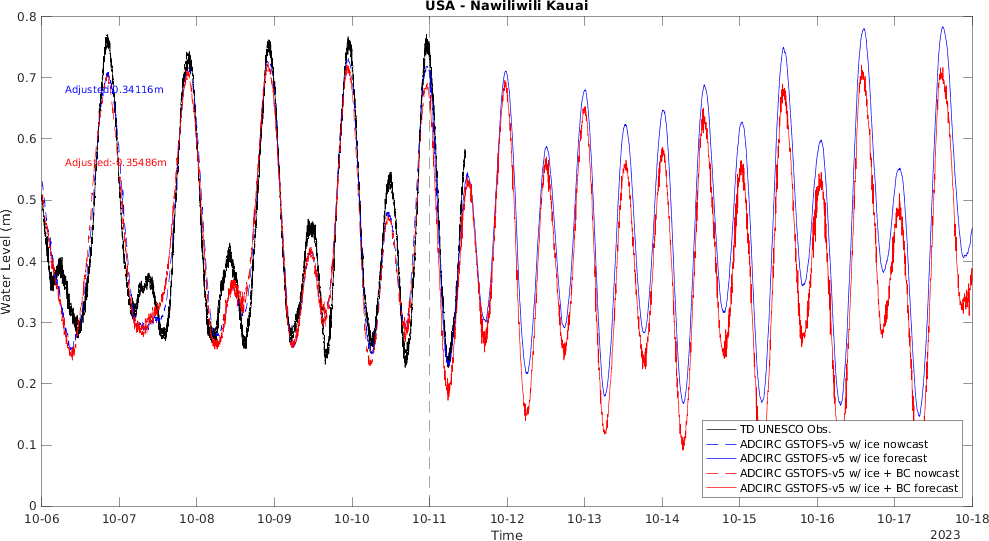 USA - Nawiliwili Kauai
0.8
0.7
0.6
0.5
0.4
0.3
0.2
0.1
0
Water Level (m)
Adjusted:0.34116m
Adjusted:-0.35486m
TD UNESCO Obs.
ADCIRC GSTOFS-v5 w/ ice nowcast
ADCIRC GSTOFS-v5 w/ ice forecast
ADCIRC GSTOFS-v5 w/ ice + BC nowcast
ADCIRC GSTOFS-v5 w/ ice + BC forecast
10-06 10-07 10-08 10-09 10-10 10-11 10-12 10-13 10-14 10-15 10-16 10-17 10-18
Time
2023